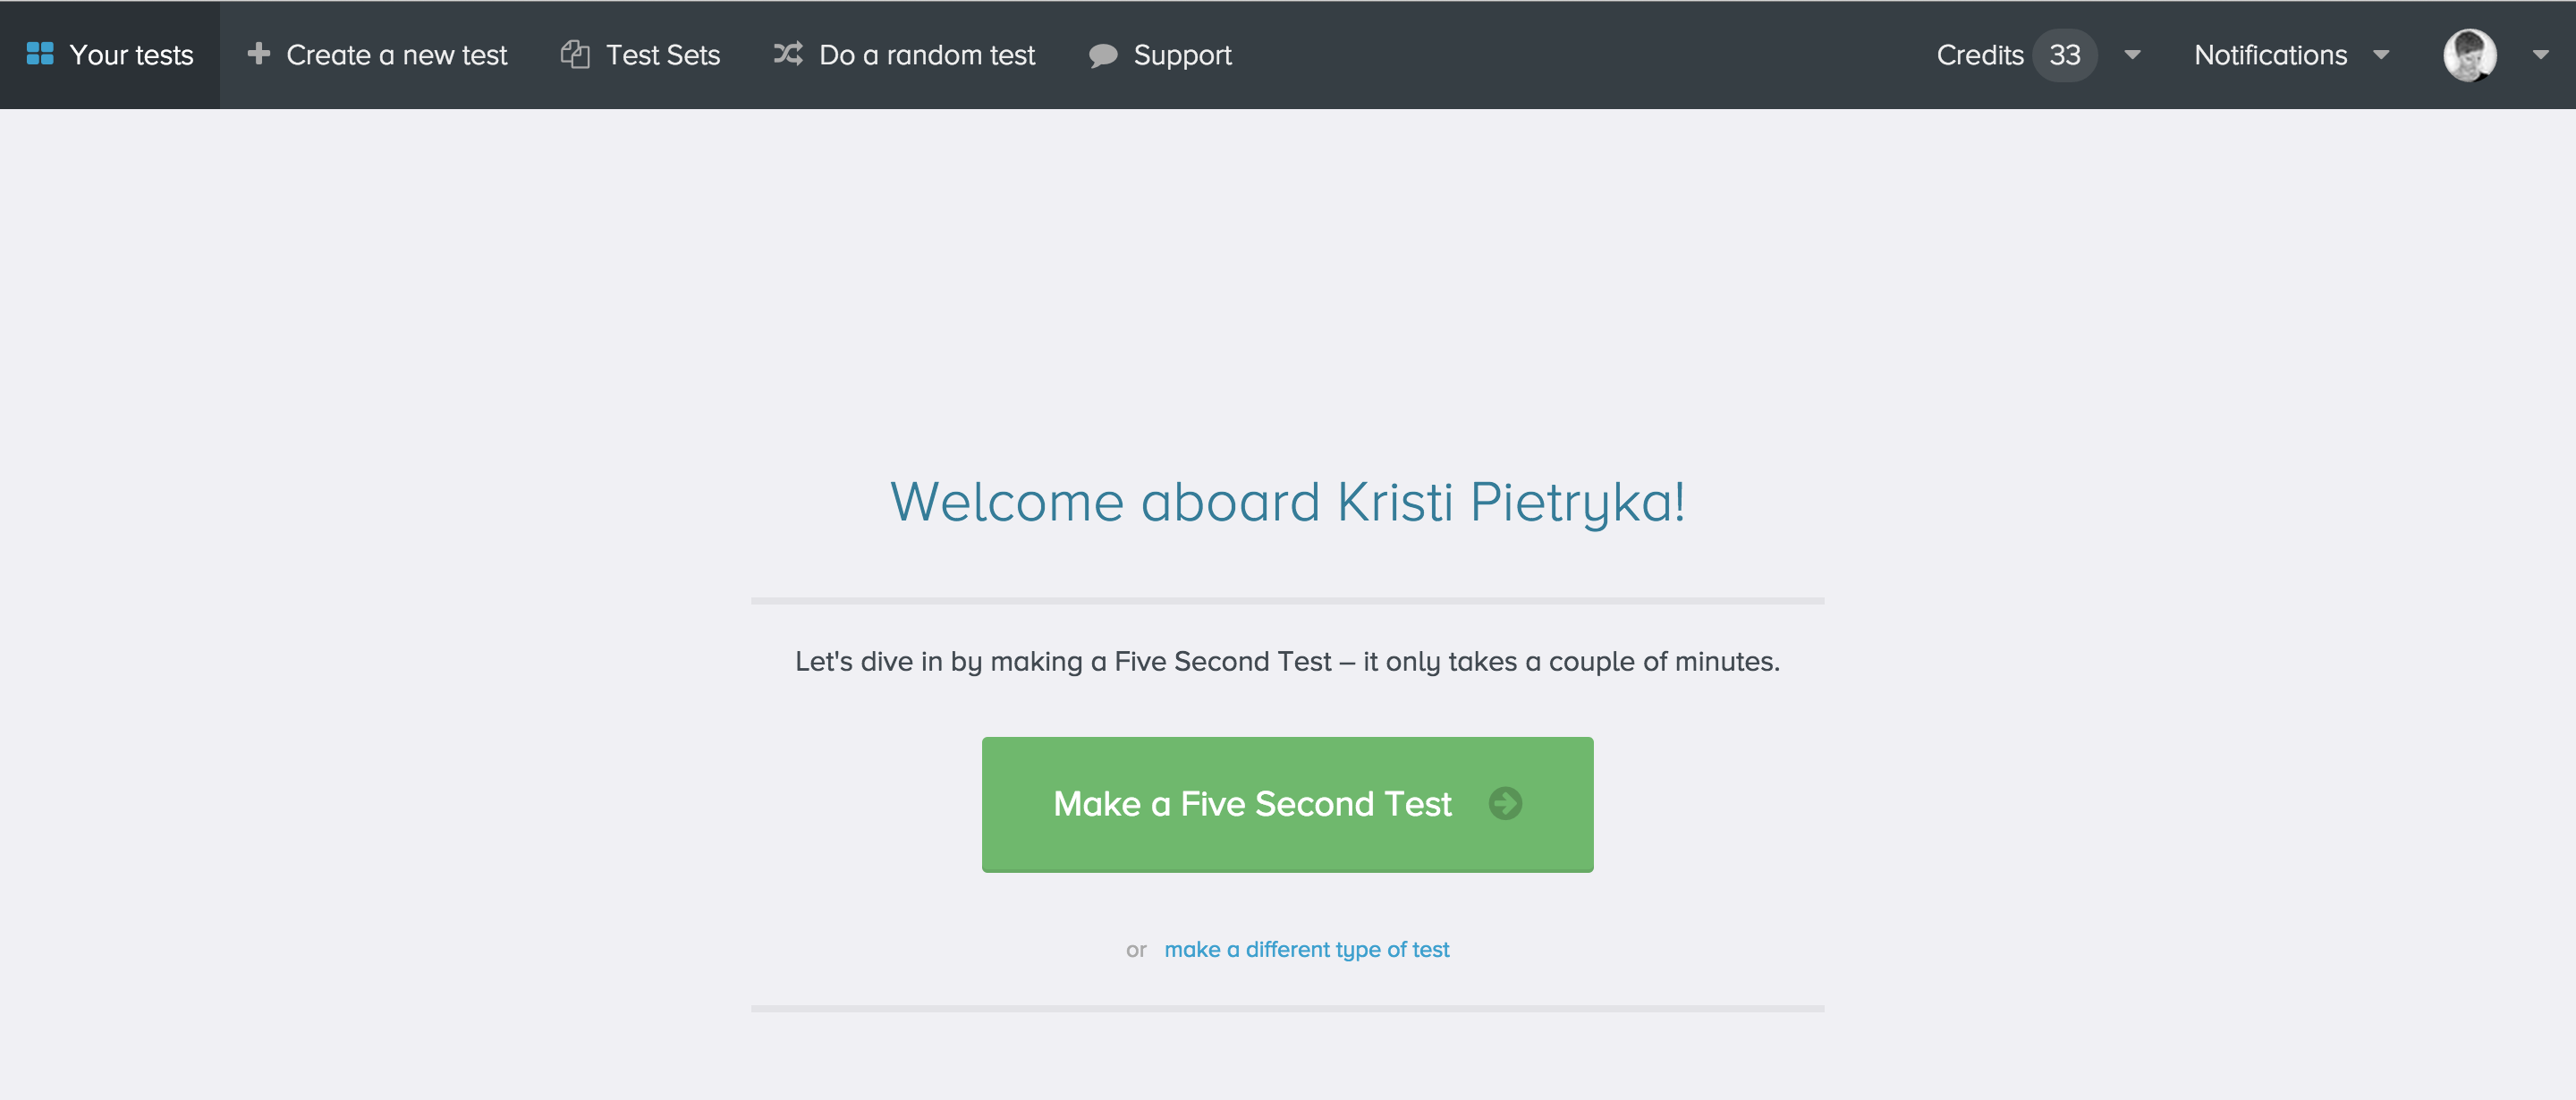 Your tests
Create a new test
Test Sets
Do a random test
Support
Credits 33
Notifications
Welcome aboard Kristi Pietryka!
Let's dive in by making a Five Second Test – it only takes a couple of minutes.
Make a Five Second Test
or make a different type of test